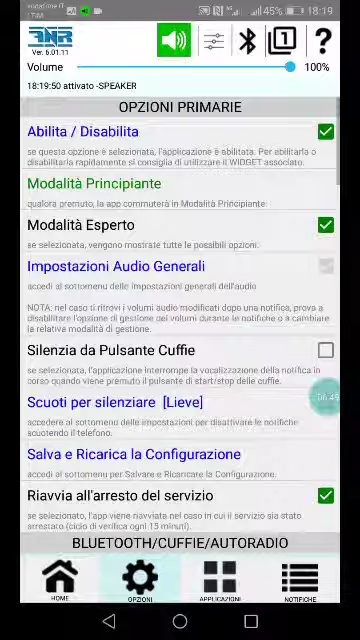 vodafone IT
45% 18:19
Ver. 6.01.11
1
?
Volume 100%
18:19:50 attivato -SPEAKER
OPZIONI PRIMARIE
Abilita / Disabilita
se questa opzione è selezionata, l'applicazione è abilitata. Per abilitarla o
disabilitarla rapidamente si consiglia di utilizzare il WIDGET associato.
Modalità Principiante
qualora premuto, la app commuterà in Modalità Principiante.
Modalità Esperto
se selezionata, vengono mostrate tutte le possibili opzioni.
Impostazioni Audio Generali
accedi al sottomenu delle impostazioni generali dell'audio
NOTA: nel caso ti ritrovi i volumi audio modificati dopo una notifica, prova a
disabilitare l'opzione di gestione dei volumi durante le notifiche o a cambiare
la relative modalità di gestione.
Silenzia da Pulsante Cuffie
se selezionata, l'applicazione interrompe la vocalizzazione della notifica in
corso quando viene premuto il pulsante di start/stop delle cuffie.
Scuoti per silenziare [Lieve]
accedere al sottomenu delle impostazioni per disattivare le notifiche
scuotendo il telefono.
Salva e Ricarica la Configurazione
accedi al sottomenu per Salvare e Ricaricare la Configurazione.
Riavvia all'arresto del servizio
se selezionato, l'app viene riavviata nel caso in cui il servizio sia stato
arrestato (ciclo di verifica ogni 15 minuti).
BLUETOOTH/CUFFIE/AUTORADIO
HOME OPZIONI APPLICAZIONI NOTIFICHE